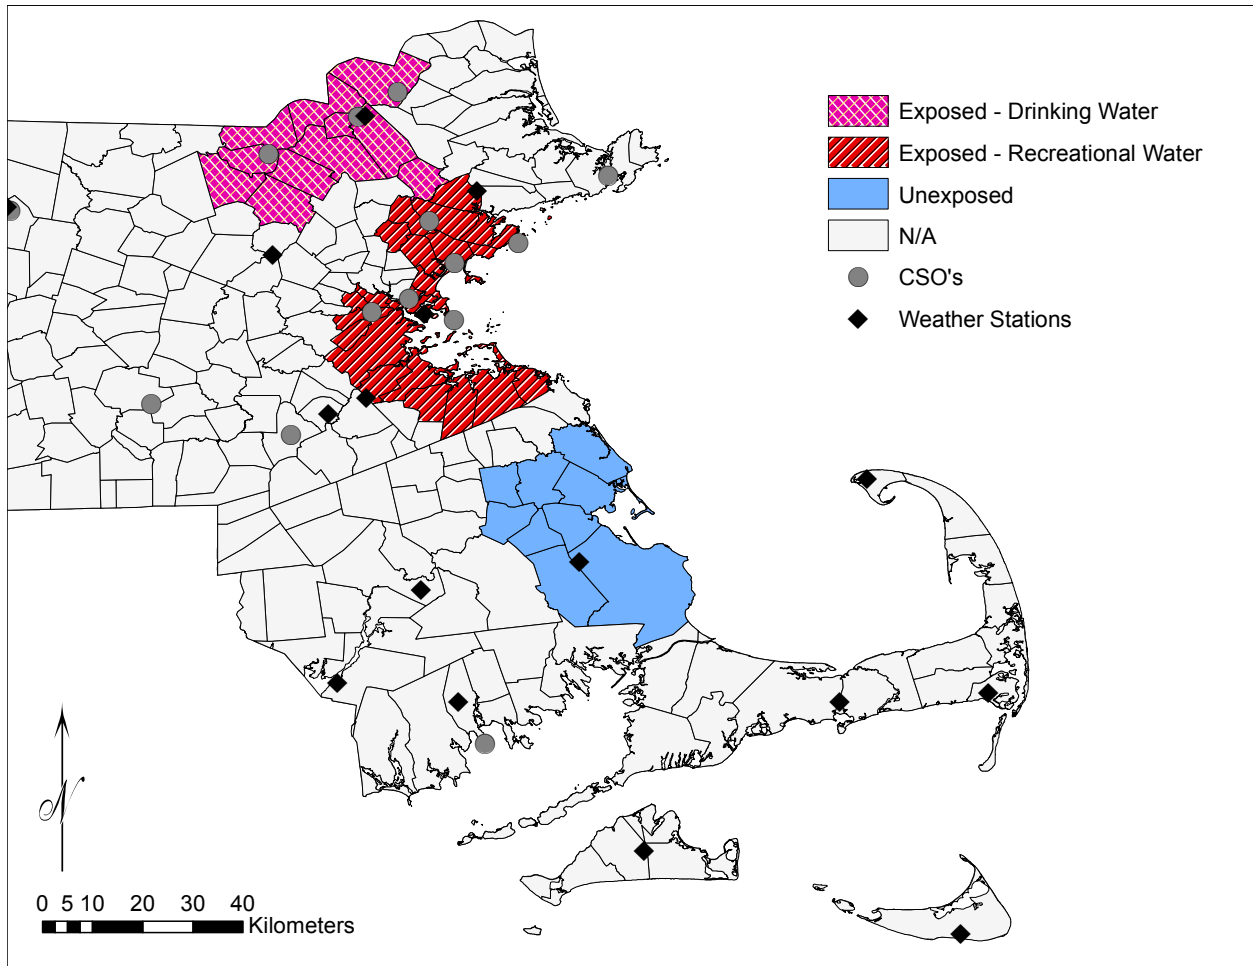 Exposed - Drinking Water
Exposed - Recreational Water
Unexposed
N/A
CSO's
Weather Stations
N
0 5 10 20 30 40
Kilometers